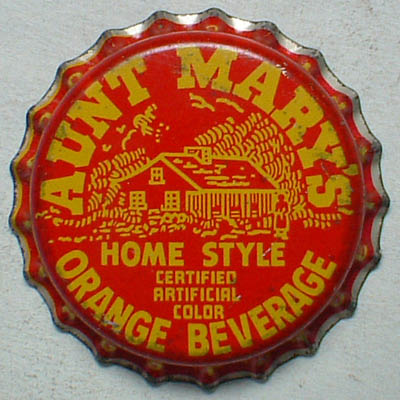 AUNT MARY'S
HOME STYLE
CERTIFIED
ARTIFICIAL
COLOR
ORANGE BEVERAGE